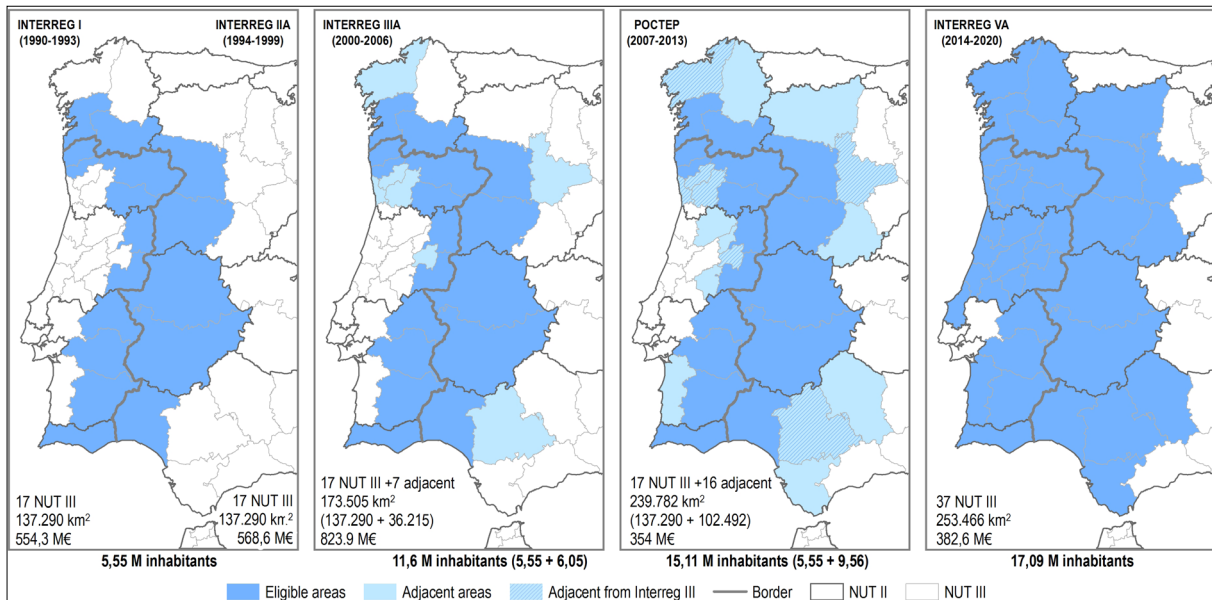 INTERREG I
(1990-1993)
INTERREG IIA
(1994-1999)
17 NUT III
137.290 km²
554,3 M€
17 NUT III
137.290 km²
568,6 M€
5,55 M inhabitants
INTERREG IIIA
(2000-2006)
17 NUT III +7 adjacent
173.505 km²
(137.290 + 36.215)
823.9 M€
11,6 M inhabitants (5,55 + 6,05)
POCTEP
(2007-2013)
17 NUT III +16 adjacent
239.782 km²
(137.290 + 102.492)
354 M€
15,11 M inhabitants (5,55 + 9,56)
INTERREG VA
(2014-2020)
37 NUT III
253.466 km²
382,6 M€
17,09 M inhabitants
Eligible areas Adjacent areas Adjacent from Interreg III Border NUT II NUT III